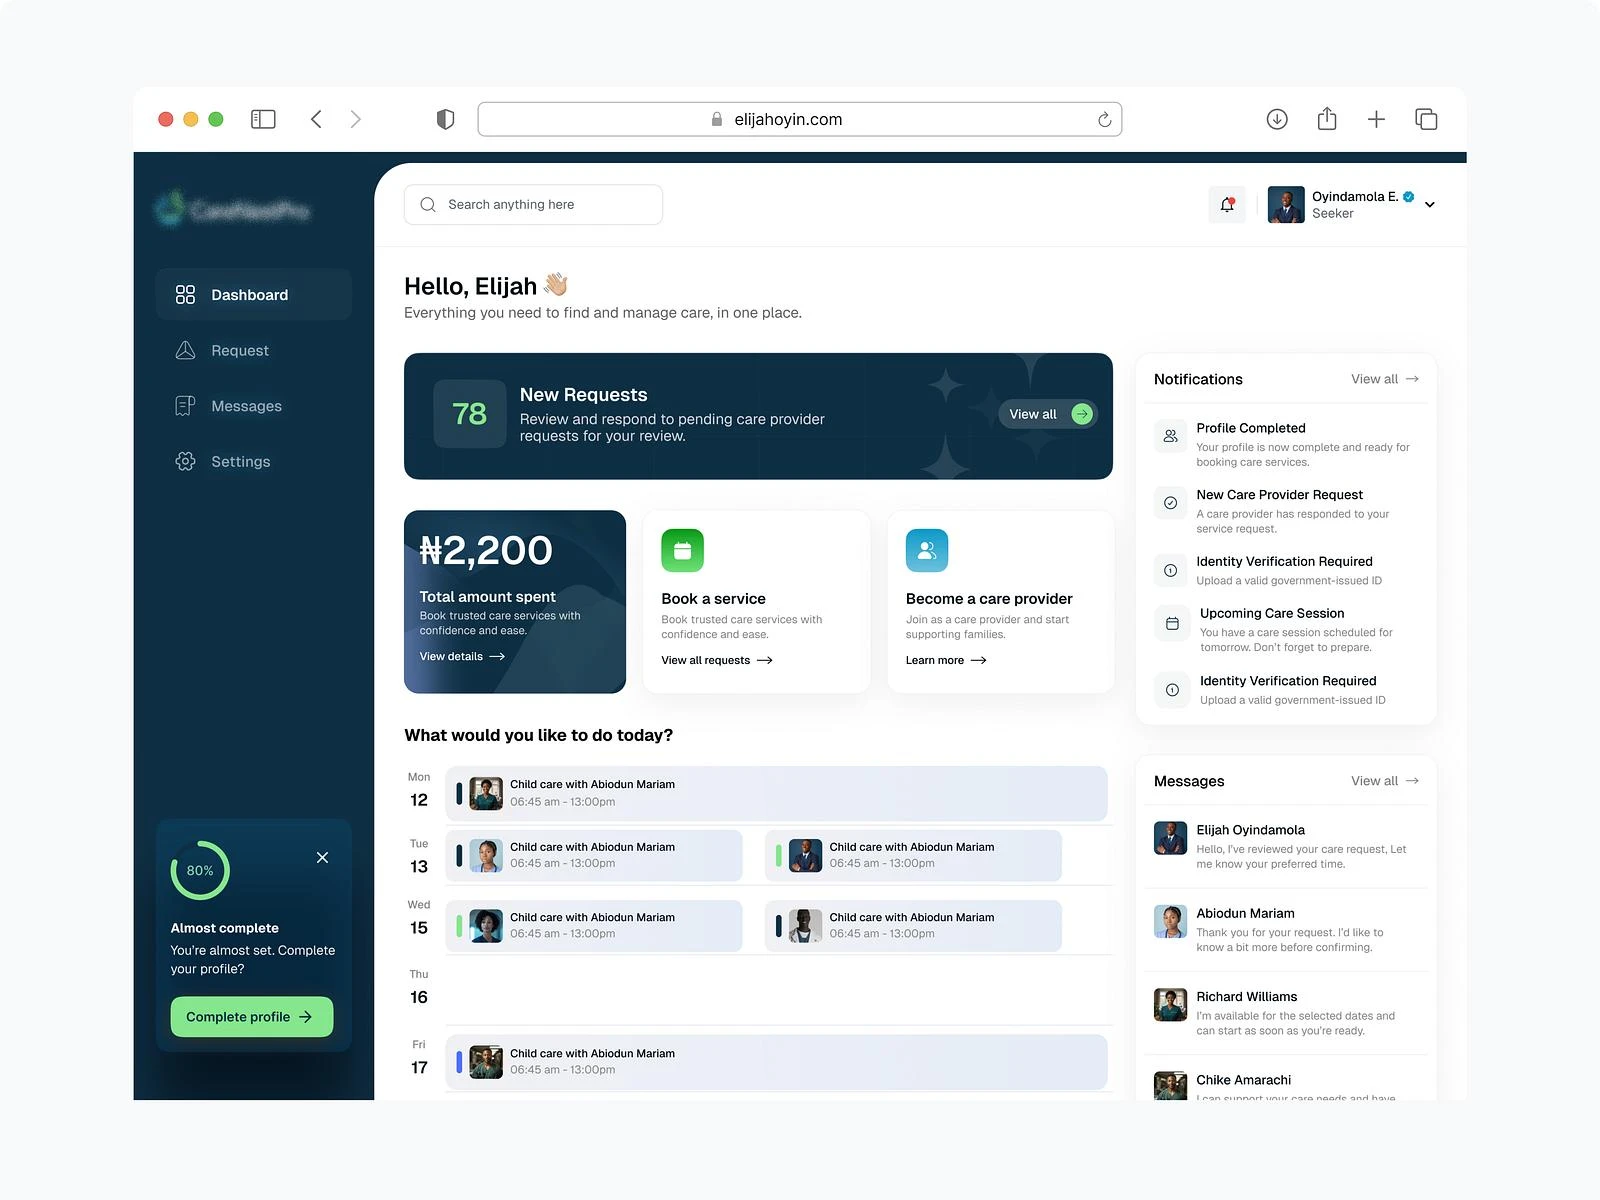 elijahoyin.com
Dashboard
Request
Messages
Settings
80%
Almost complete
You're almost set. Complete
your profile?
Complete profile
Search anything here
Oyindamola E.
Seeker
Hello, Elijah 👋🏼
Everything you need to find and manage care, in one place.
78
New Requests
Review and respond to pending care provider
requests for your review.
View all
₦2,200
Total amount spent
Book trusted care services with
confidence and ease.
View details
Book a service
Book trusted care services with
confidence and ease.
View all requests
Become a care provider
Join as a care provider and start
supporting families.
Learn more
What would you like to do today?
Mon
12
Child care with Abiodun Mariam
06:45 am - 13:00pm
Tue
13
Child care with Abiodun Mariam
06:45 am - 13:00pm
Child care with Abiodun Mariam
06:45 am - 13:00pm
Wed
15
Child care with Abiodun Mariam
06:45 am - 13:00pm
Child care with Abiodun Mariam
06:45 am - 13:00pm
Thu
16
Fri
17
Child care with Abiodun Mariam
06:45 am - 13:00pm
Notifications
View all
Profile Completed
Your profile is now complete and ready for
booking care services.
New Care Provider Request
A care provider has responded to your
service request.
Identity Verification Required
Upload a valid government-issued ID
Upcoming Care Session
You have a care session scheduled for
tomorrow. Don't forget to prepare.
Identity Verification Required
Upload a valid government-issued ID
Messages
View all
Elijah Oyindamola
Hello, I've reviewed your care request, Let
me know your preferred time.
Abiodun Mariam
Thank you for your request. I'd like to
know a bit more before confirming.
Richard Williams
I'm available for the selected dates and
can start as soon as you're ready.
Chike Amarachi
I can support your care needs and have